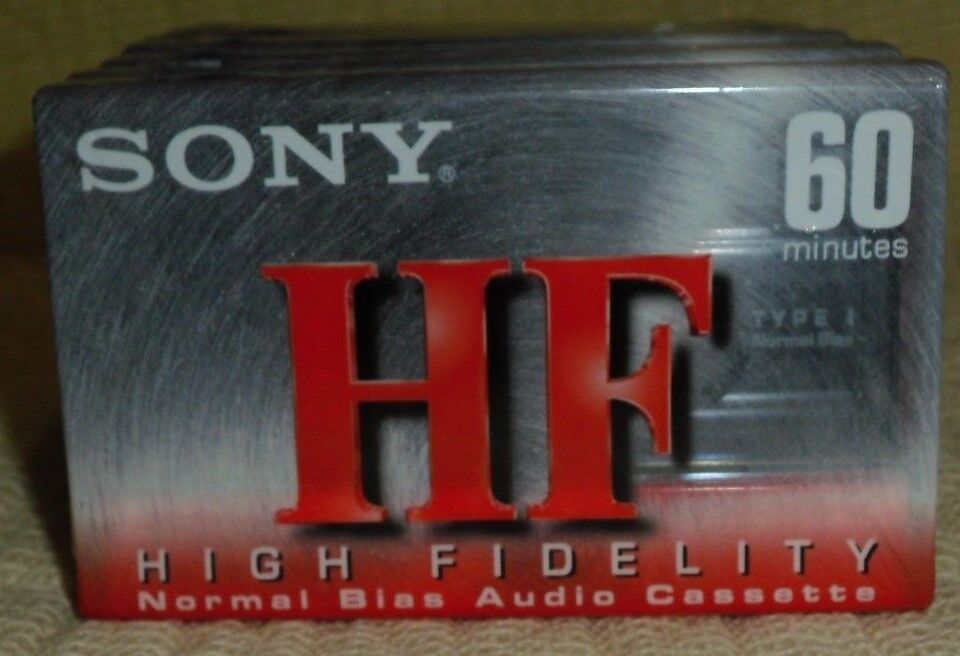 SONY®
60
minutes
TYPE I
Normal Bias
HF
HIGH FIDELITY
Normal Bias Audio Cassette